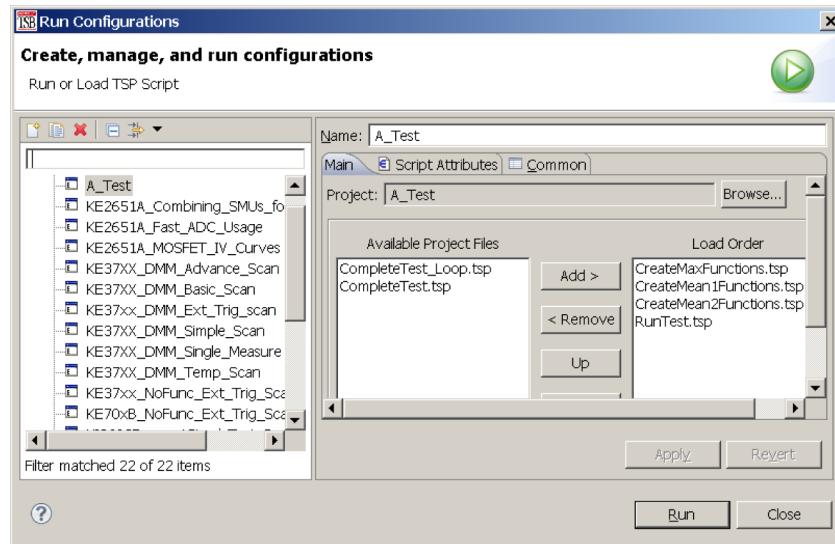 TSB Run Configurations
Create, manage, and run configurations
Run or Load TSP Script
Name: A_Test
Main Script Attributes Common
Project: A_Test Browse...
A_Test
KE2651A_Combining_SMUs_fo
KE2651A_Fast_ADC_Usage
KE2651A_MOSFET_IV_Curves
KE37XX_DMM_Advance_Scan
KE37XX_DMM_Basic_Scan
KE37xx_DMM_Ext_Trig_scan
KE37XX_DMM_Simple_Scan
KE37XX_DMM_Single_Measure
KE37XX_DMM_Temp_Scan
KE37xx_NoFunc_Ext_Trig_Sca
KE70xB_NoFunc_Ext_Trig_Sca
Filter matched 22 of 22 items
Available Project Files
CompleteTest_Loop.tsp
CompleteTest.tsp
Add >
< Remove
Up
Load Order
CreateMaxFunctions.tsp
CreateMean1Functions.tsp
CreateMean2Functions.tsp
RunTest.tsp
Apply Revert
Run Close